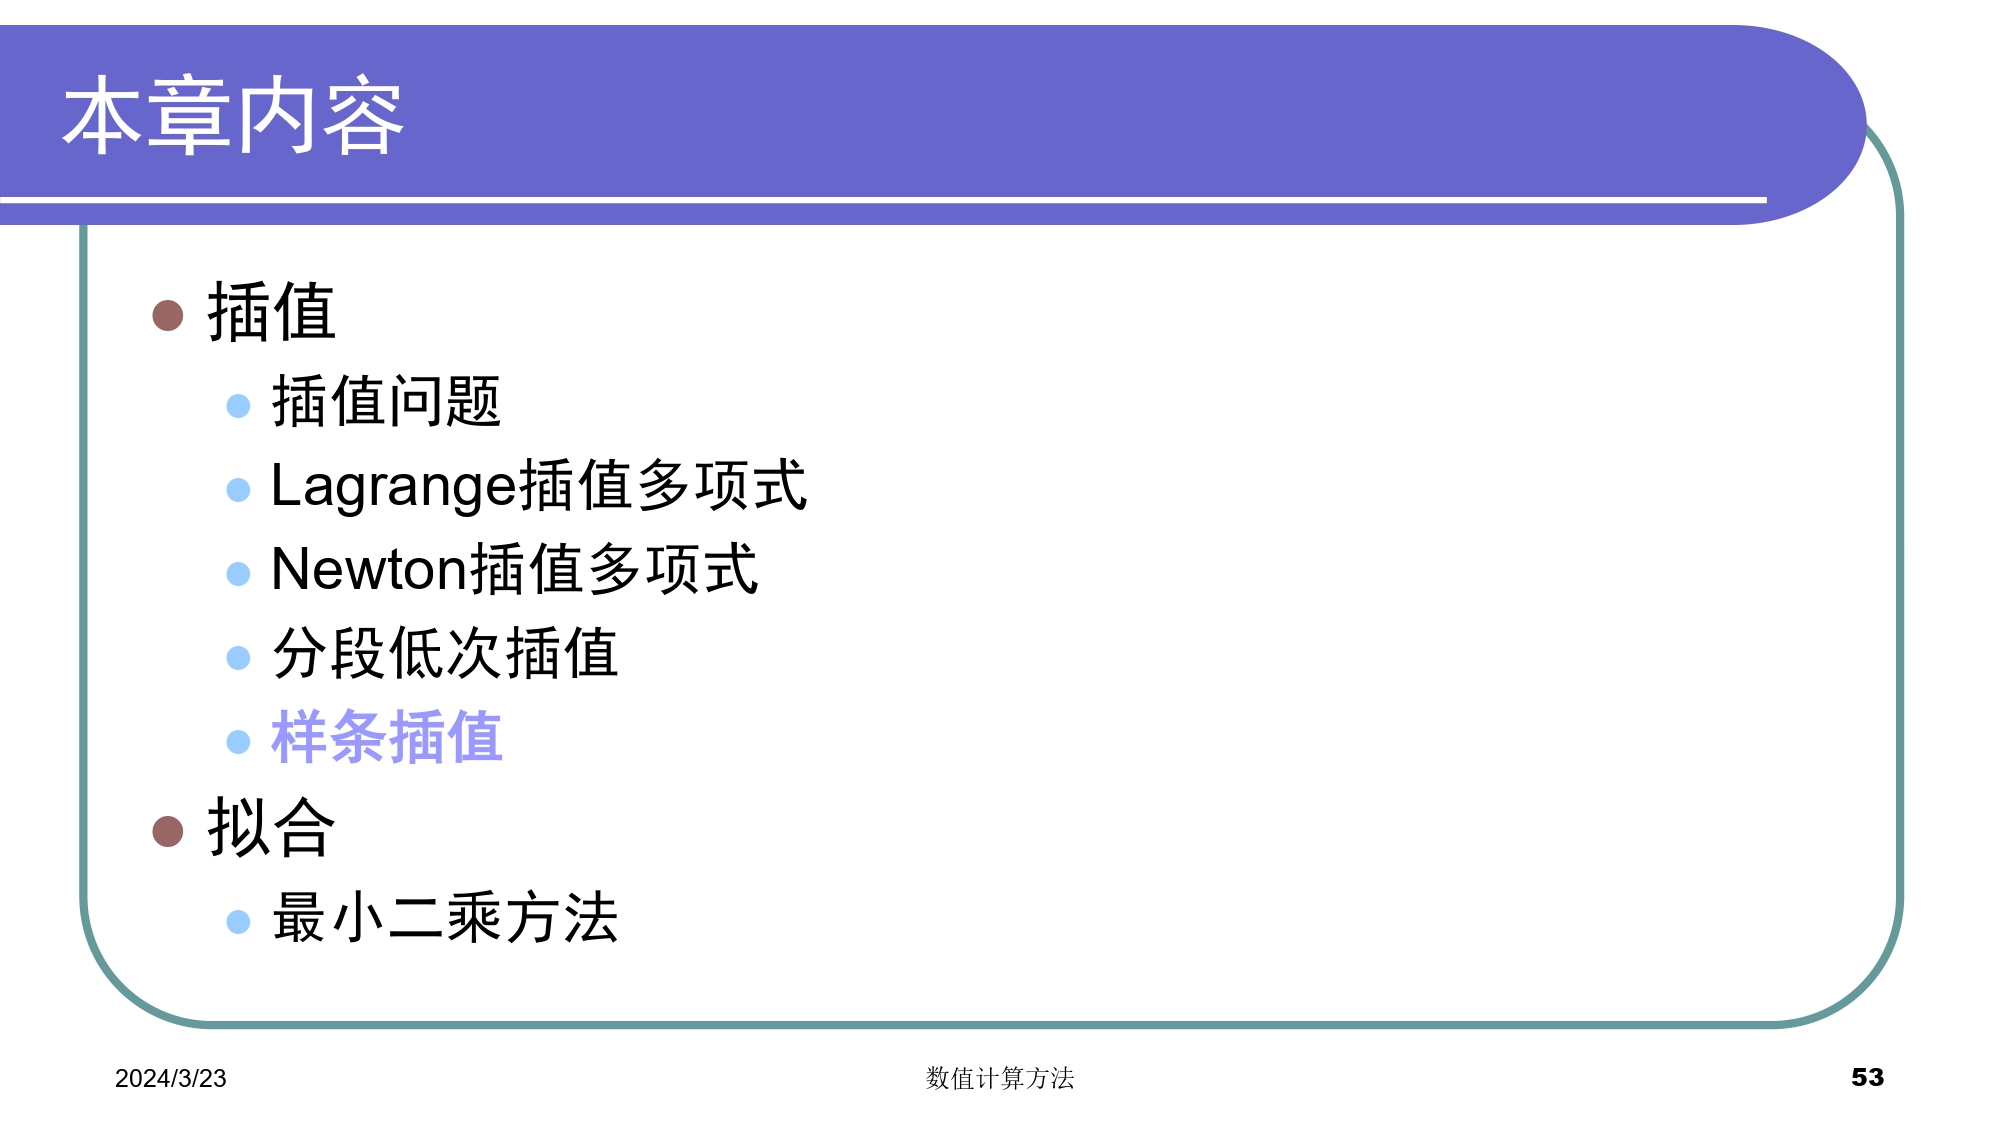 本章内容
插值
插值问题
Lagrange插值多项式
Newton插值多项式
分段低次插值
样条插值
拟合
最小二乘方法
2024/3/23
数值计算方法
53